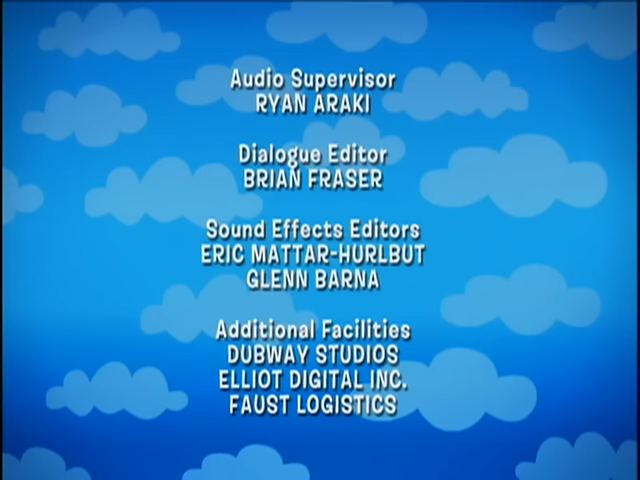 Audio Supervisor
RYAN ARAKI
Dialogue Editor
BRIAN FRASER
Sound Effects Editors
ERIC MATTAR-HURLBUT
GLENN BARNA
Additional Facilities
DUBWAY STUDIOS
ELLIOT DIGITAL INC.
FAUST LOGISTICS